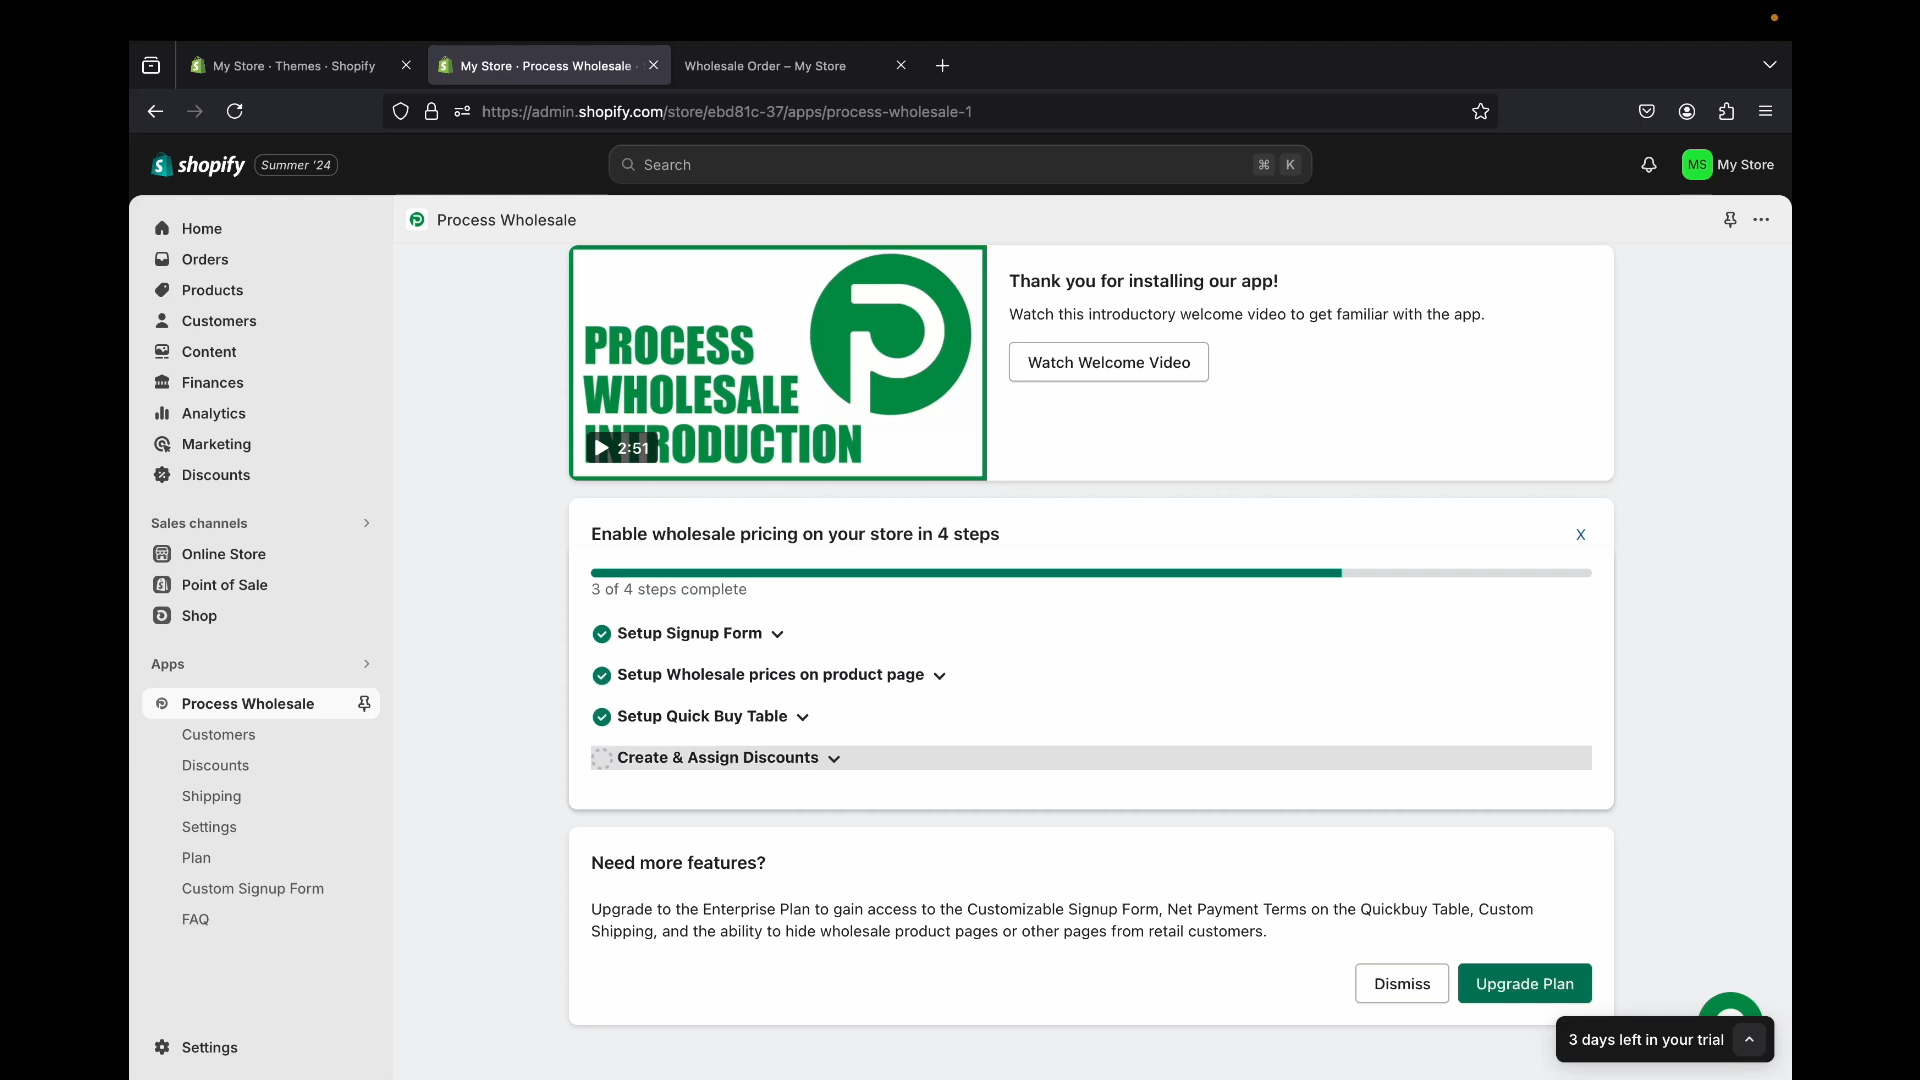 My Store · Themes · Shopify
My Store · Process Wholesale ·
Wholesale Order – My Store
https://admin.shopify.com/store/ebd81c-37/apps/process-wholesale-1
shopify
Summer '24
Search
⌘ K
MS
My Store
Process Wholesale
Home
Orders
Products
Customers
Content
Finances
Analytics
Marketing
Discounts
Sales channels
Online Store
Point of Sale
Shop
Apps
Process Wholesale
Customers
Discounts
Shipping
Settings
Plan
Custom Signup Form
FAQ
Settings
PROCESS
WHOLESALE
INTRODUCTION
2:51
Thank you for installing our app!
Watch this introductory welcome video to get familiar with the app.
Watch Welcome Video
Enable wholesale pricing on your store in 4 steps
X
3 of 4 steps complete
Setup Signup Form
Setup Wholesale prices on product page
Setup Quick Buy Table
Create & Assign Discounts
Need more features?
Upgrade to the Enterprise Plan to gain access to the Customizable Signup Form, Net Payment Terms on the Quickbuy Table, Custom
Shipping, and the ability to hide wholesale product pages or other pages from retail customers.
Dismiss
Upgrade Plan
3 days left in your trial